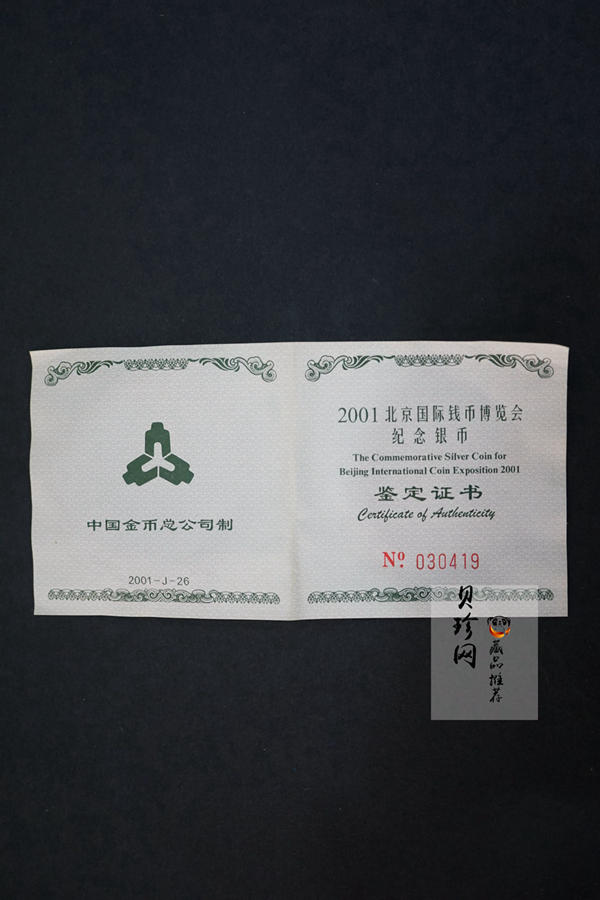 中国金币总公司制
2001-J-26
2001北京国际钱币博览会
纪念银币
The Commemorative Silver Coin for
Beijing International Coin Exposition 2001
鉴定证书
Certificate of Authenticity
Nº. 030419
贝珍网
藏品推荐